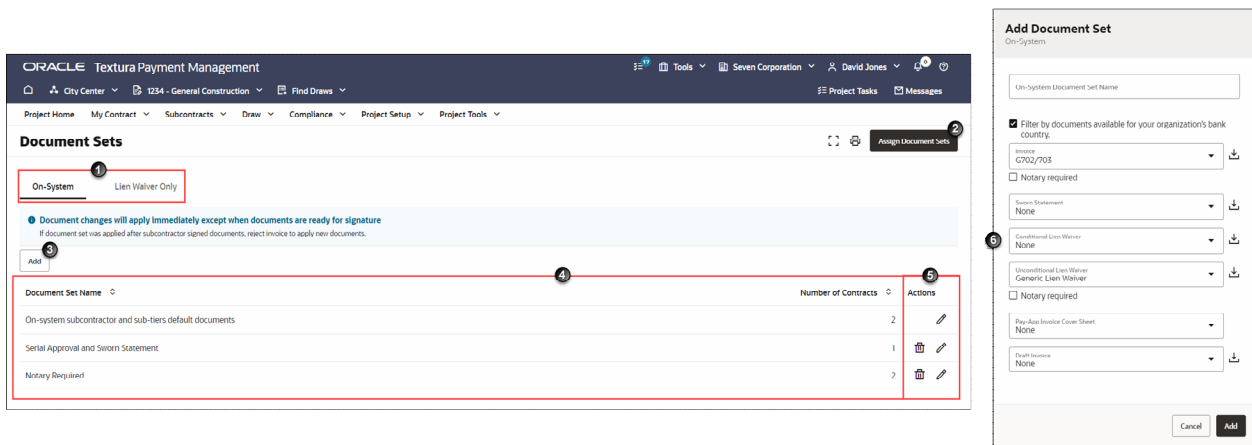 ORACLE Textura Payment Management
17
Tools
Seven Corporation
David Jones
0
City Center
1234 - General Construction
Find Draws
Project Tasks
Messages
Project Home
My Contract
Subcontracts
Draw
Compliance
Project Setup
Project Tools
Document Sets
2
Assign Document Sets
1
On-System
Lien Waiver Only
Document changes will apply immediately except when documents are ready for signature
If document set was applied after subcontractor signed documents, reject invoice to apply new documents.
3
Add
4
5
Document Set Name
Number of Contracts
Actions
On-system subcontractor and sub-tiers default documents
2
Serial Approval and Sworn Statement
1
Notary Required
2
Add Document Set
On-System
On-System Document Set Name
Filter by documents available for your organization's bank
country.
Invoice
G702/703
Notary required
Sworn Statement
None
6
Conditional Lien Waiver
None
Unconditional Lien Waiver
Generic Lien Waiver
Notary required
Pay-App Invoice Cover Sheet
None
Draft Invoice
None
Cancel
Add